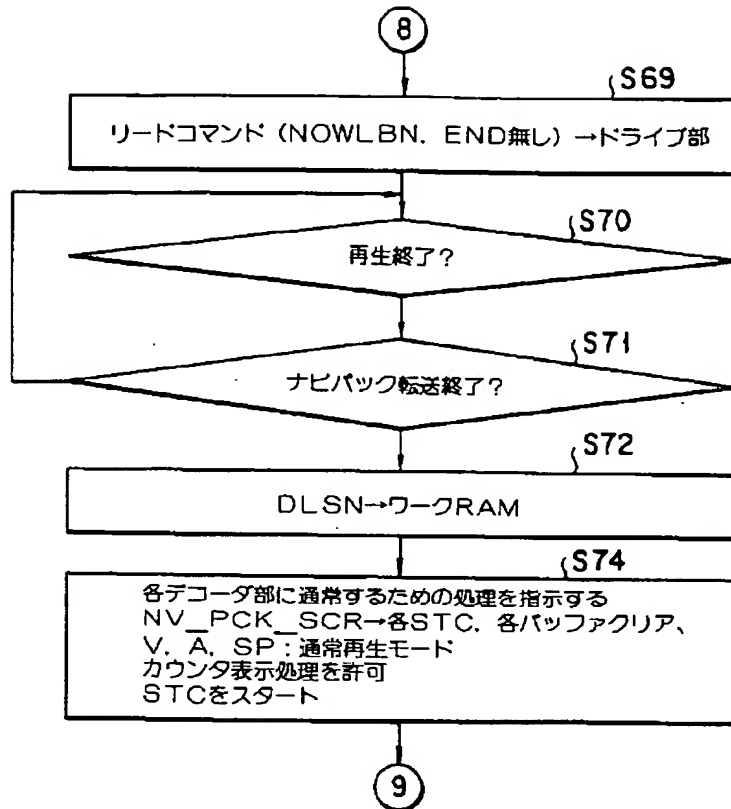 8
S69
リードコマンド（NOWLBN．END無し）→ドライブ部
S70
再生終了？
S71
ナビパック転送終了？
S72
DLSN→ワークRAM
S74
各デコーダ部に通常するための処理を指示する
NV_PCK_SCR→各STC．各バッファクリア、
V．A．SP：通常再生モード
カウンタ表示処理を許可
STCをスタート
9